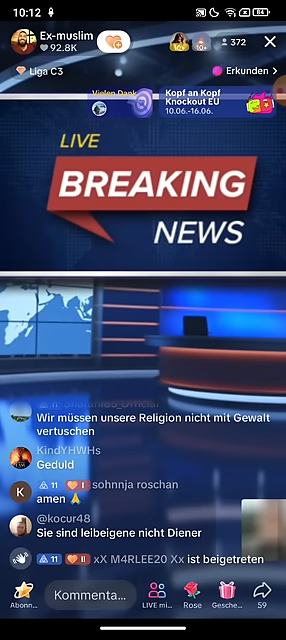 10:12
84
Ex-muslim
92.8K
10+
372
Liga C3
Erkunden
Vielen Dank
Kopf an Kopf
Knockout EU
10.06.-16.06.
LIVE
BREAKING
NEWS
Wir müssen unsere Religion nicht mit Gewalt
vertuschen
KindYHWHs
Geduld
K
11 I sohnnja roschan
amen 🙏
@kocur48
Sie sind leibeigene nicht Diener
11 I xX M4RLEE20 Xx ist beigetreten
Kommenta...
Abonn...
LIVE mi...
Rose
Gesche...
59